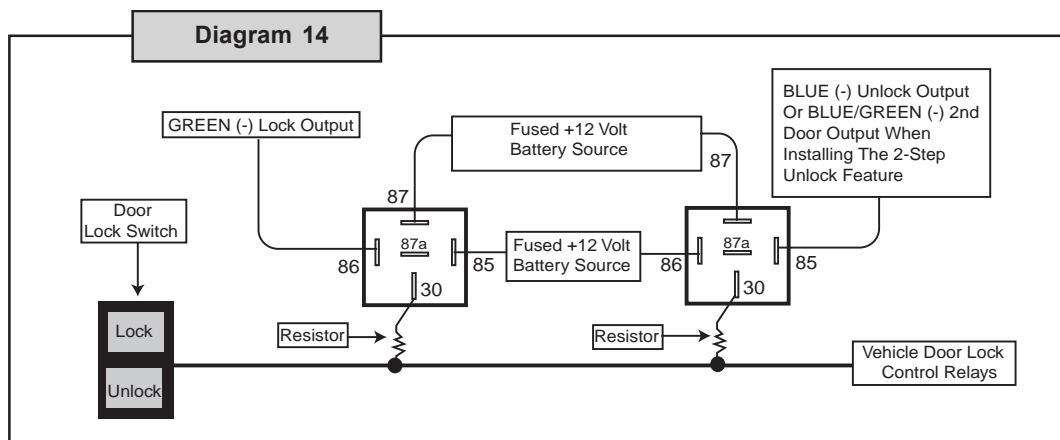 Diagram 14
GREEN (-) Lock Output
Fused +12 Volt
Battery Source
BLUE (-) Unlock Output
Or BLUE/GREEN (-) 2nd
Door Output When
Installing The 2-Step
Unlock Feature
87
87
Door
Lock Switch
87a
86
85
30
Fused +12 Volt
Battery Source
87a
86
85
30
Lock
Unlock
Resistor
Resistor
Vehicle Door Lock
Control Relays